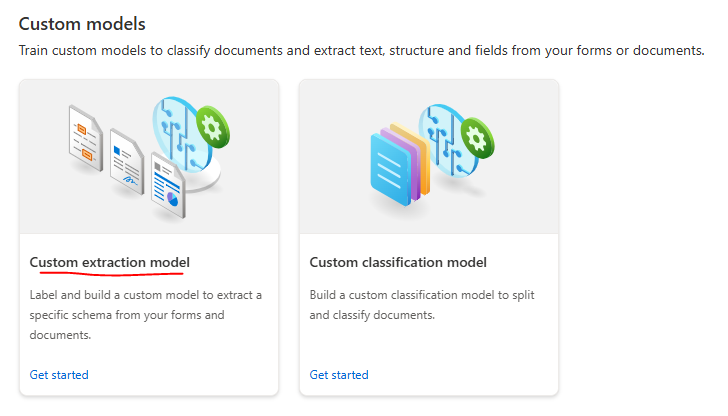 Custom models
Train custom models to classify documents and extract text, structure and fields from your forms or documents.
Custom extraction model
Label and build a custom model to extract a
specific schema from your forms and
documents.
Get started
Custom classification model
Build a custom classification model to split
and classify documents.
Get started